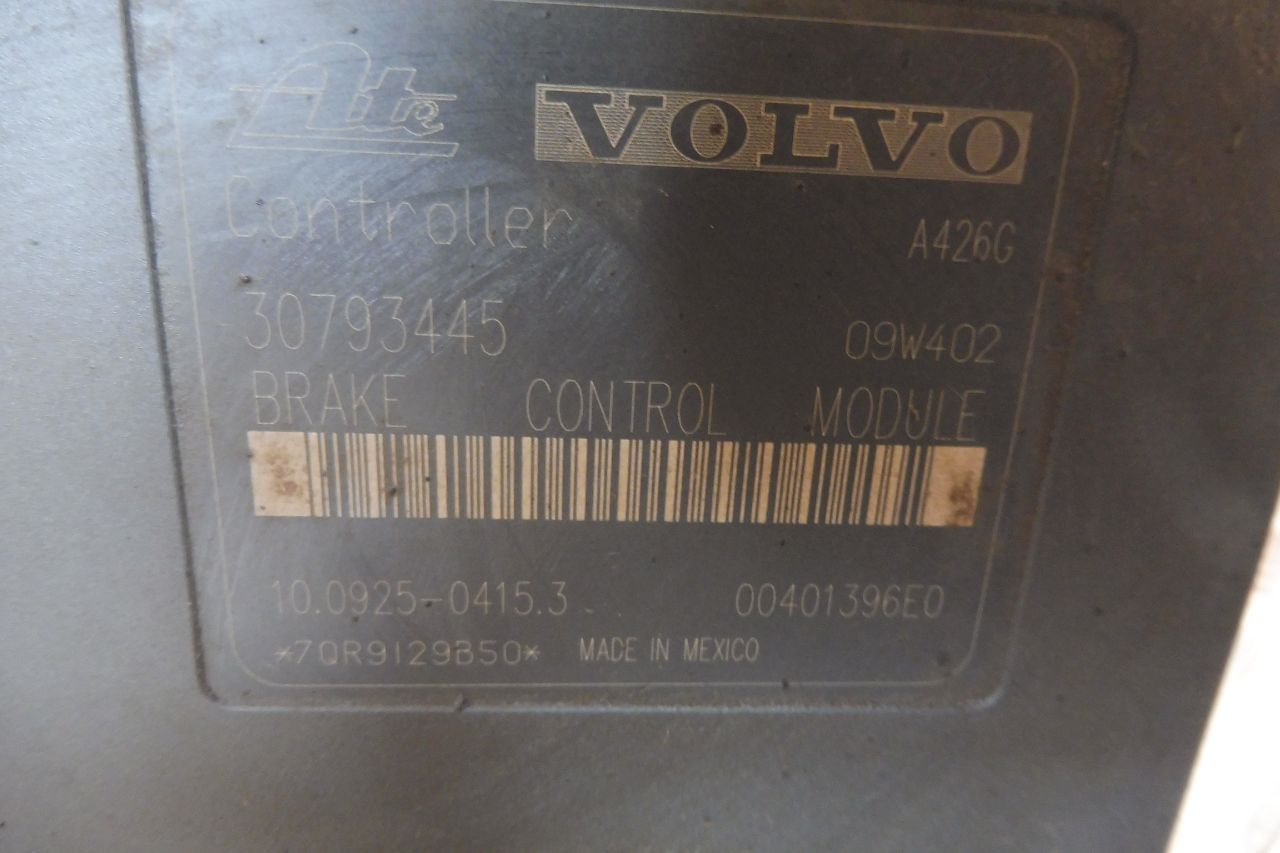 Ate VOLVO
Controller A426G
30793445 09W402
BRAKE CONTROL MODULE
10.0925-0415.3 00401396E0
*7QR9129B50* MADE IN MEXICO